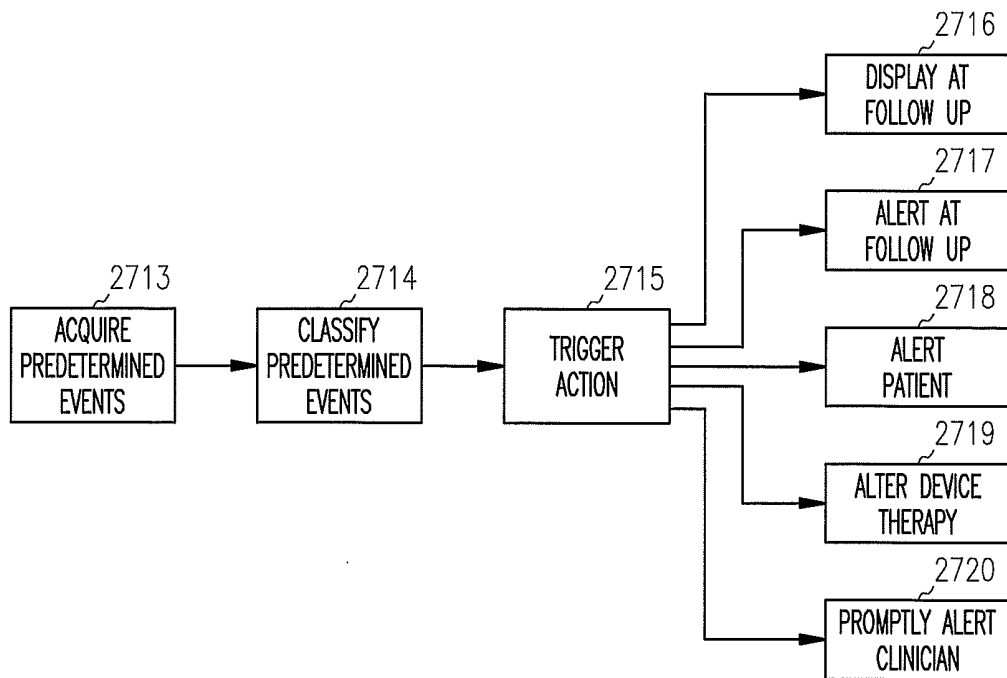 2713
ACQUIRE
PREDETERMINED
EVENTS
2714
CLASSIFY
PREDETERMINED
EVENTS
2715
TRIGGER
ACTION
2716
DISPLAY AT
FOLLOW UP
2717
ALERT AT
FOLLOW UP
2718
ALERT
PATIENT
2719
ALTER DEVICE
THERAPY
2720
PROMPTLY ALERT
CLINICIAN